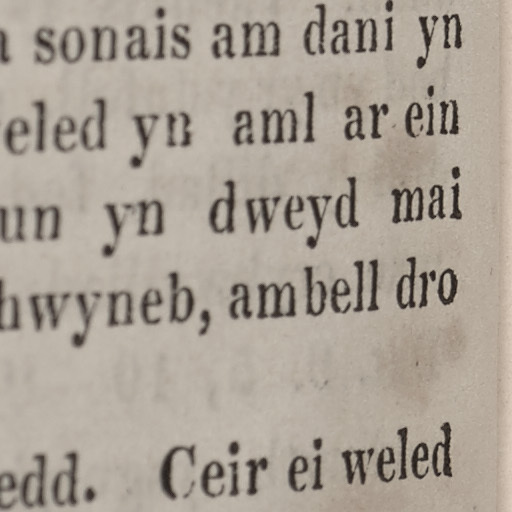 sonais am dani yn
eled yn aml ar ein
un yn dweyd mai
hwyneb, ambell dro
edd. Ceir ei weled